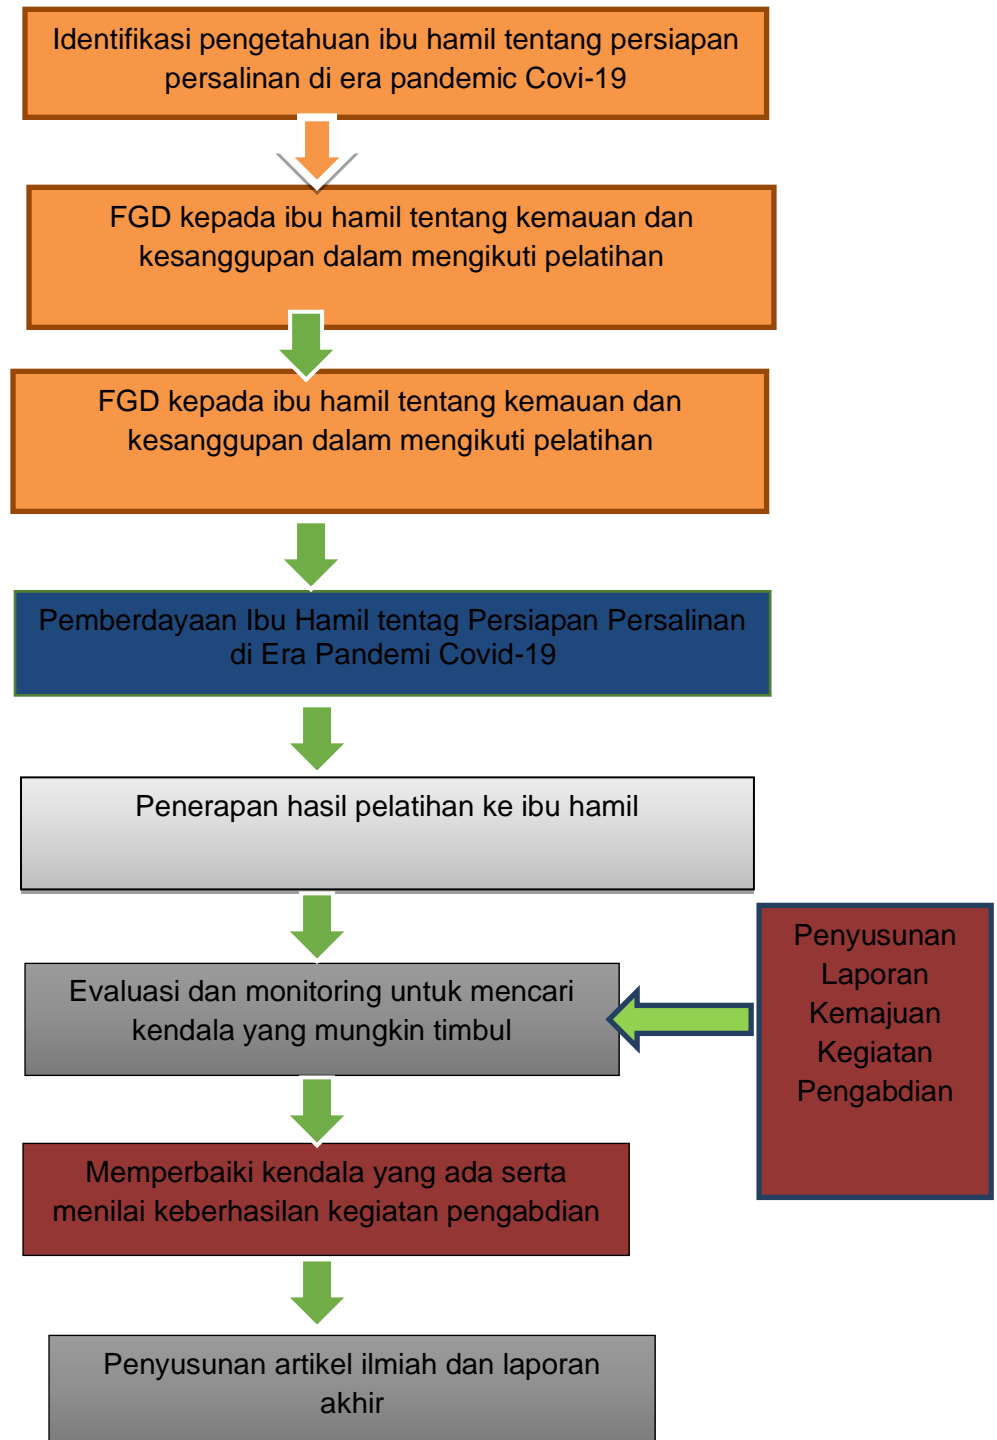 Identifikasi pengetahuan ibu hamil tentang persiapan
persalinan di era pandemic Covi-19
FGD kepada ibu hamil tentang kemauan dan
kesanggupan dalam mengikuti pelatihan
FGD kepada ibu hamil tentang kemauan dan
kesanggupan dalam mengikuti pelatihan
Pemberdayaan Ibu Hamil tentag Persiapan Persalinan
di Era Pandemi Covid-19
Penerapan hasil pelatihan ke ibu hamil
Evaluasi dan monitoring untuk mencari
kendala yang mungkin timbul
Penyusunan
Laporan
Kemajuan
Kegiatan
Pengabdian
Memperbaiki kendala yang ada serta
menilai keberhasilan kegiatan pengabdian
Penyusunan artikel ilmiah dan laporan
akhir